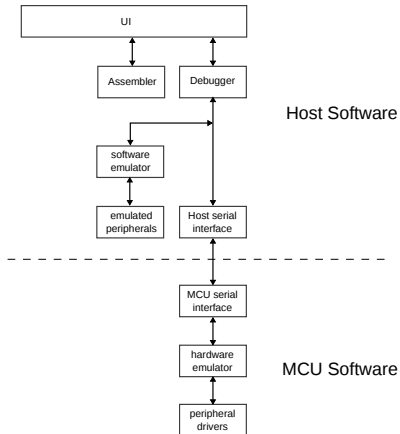 UI
Assembler
Debugger
Host Software
software
emulator
emulated
peripherals
Host serial
interface
MCU serial
interface
hardware
emulator
MCU Software
peripheral
drivers